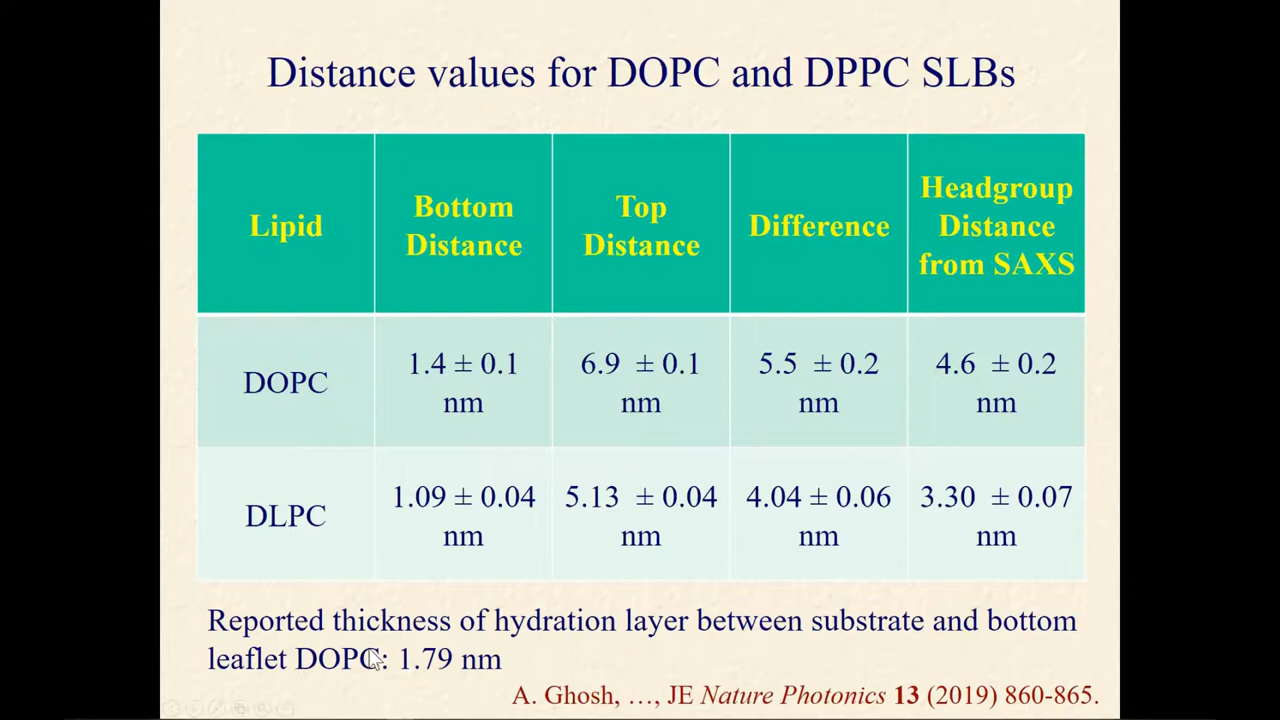 Distance values for DOPC and DPPC SLBs
Lipid
Bottom
Distance
Top
Distance
Difference
Headgroup
Distance
from SAXS
DOPC
1.4 ± 0.1
nm
6.9 ± 0.1
nm
5.5 ± 0.2
nm
4.6 ± 0.2
nm
DLPC
1.09 ± 0.04
nm
5.13 ± 0.04
nm
4.04 ± 0.06
nm
3.30 ± 0.07
nm
Reported thickness of hydration layer between substrate and bottom
leaflet DOPC: 1.79 nm
A. Ghosh, …, JE Nature Photonics 13 (2019) 860-865.